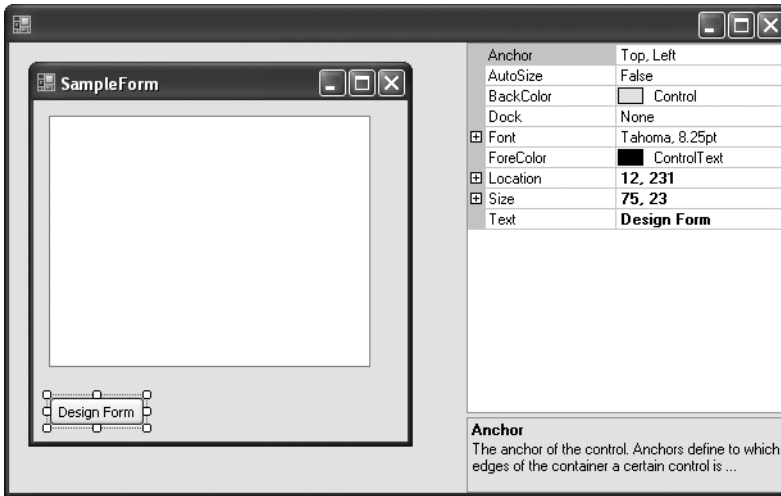 SampleForm
Design Form
Anchor Top, Left
AutoSize False
BackColor Control
Dock None
Font Tahoma, 8.25pt
ForeColor ControlText
Location 12, 231
Size 75, 23
Text Design Form
Anchor
The anchor of the control. Anchors define to which
edges of the container a certain control is ...